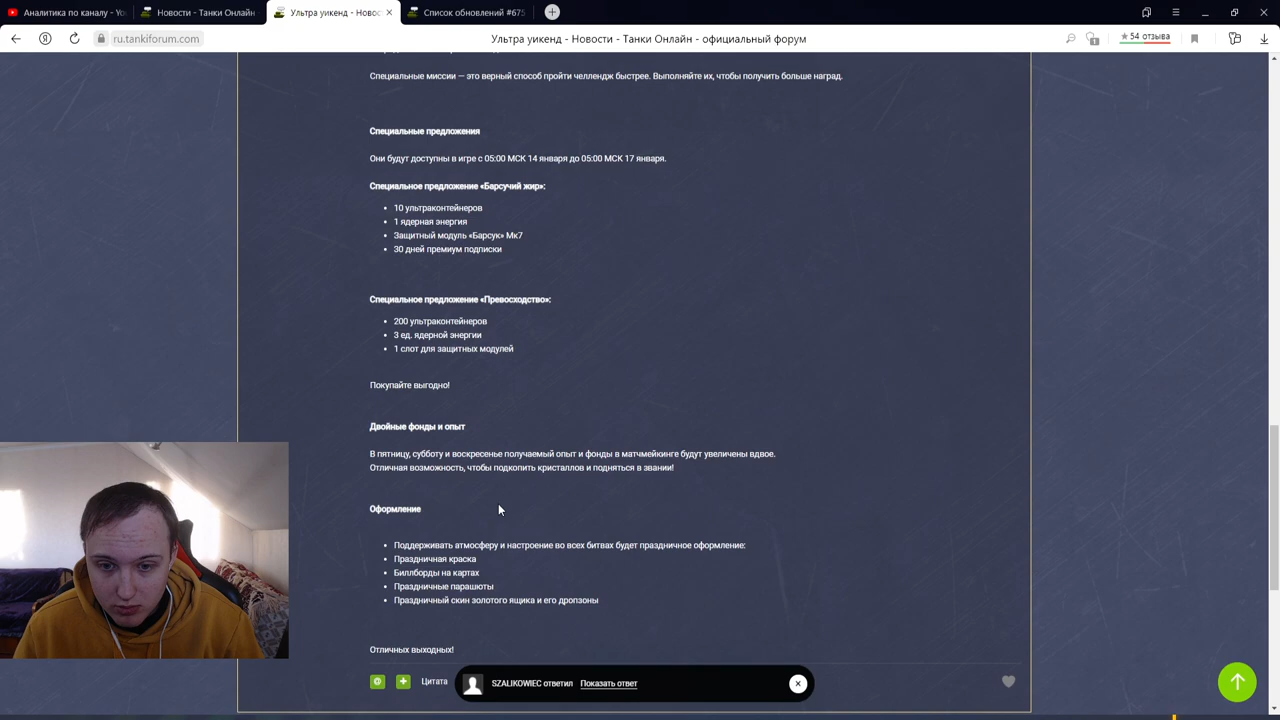 Аналитика по каналу - Yo
Новости - Танки Онлайн
Ультра уикенд - Новос
Список обновлений #675
ru.tankiforum.com
Ультра уикенд - Новости - Танки Онлайн - официальный форум
★ 54 отзыва
Специальные миссии — это верный способ пройти челлендж быстрее. Выполняйте их, чтобы получить больше наград.
Специальные предложения
Они будут доступны в игре с 05:00 МСК 14 января до 05:00 МСК 17 января.
Специальное предложение «Барсучий жир»:
10 ультраконтейнеров
1 ядерная энергия
Защитный модуль «Барсук» Мк7
30 дней премиум подписки
Специальное предложение «Превосходство»:
200 ультраконтейнеров
3 ед. ядерной энергии
1 слот для защитных модулей
Покупайте выгодно!
Двойные фонды и опыт
В пятницу, субботу и воскресенье получаемый опыт и фонды в матчмейкинге будут увеличены вдвое.
Отличная возможность, чтобы подкопить кристаллов и подняться в звании!
Оформление
Поддерживать атмосферу и настроение во всех битвах будет праздничное оформление:
Праздничная краска
Биллборды на картах
Праздничные парашюты
Праздничный скин золотого ящика и его дропзоны
Отличных выходных!
Цитата
SZALIKOWIEC ответил Показать ответ